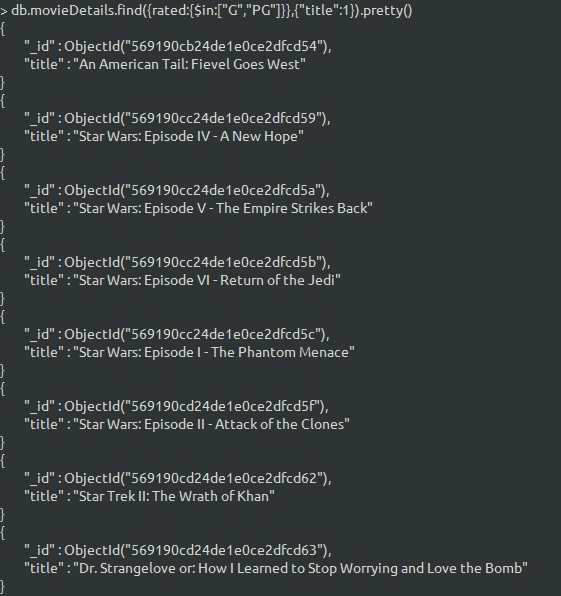 > db.movieDetails.find({rated:{$in:["G","PG"]}},{"title":1}).pretty()
{
"_id" : ObjectId("569190cb24de1e0ce2dfcd54"),
"title" : "An American Tail: Fievel Goes West"
}
{
"_id" : ObjectId("569190cc24de1e0ce2dfcd59"),
"title" : "Star Wars: Episode IV - A New Hope"
}
{
"_id" : ObjectId("569190cc24de1e0ce2dfcd5a"),
"title" : "Star Wars: Episode V - The Empire Strikes Back"
}
{
"_id" : ObjectId("569190cc24de1e0ce2dfcd5b"),
"title" : "Star Wars: Episode VI - Return of the Jedi"
}
{
"_id" : ObjectId("569190cc24de1e0ce2dfcd5c"),
"title" : "Star Wars: Episode I - The Phantom Menace"
}
{
"_id" : ObjectId("569190cd24de1e0ce2dfcd5f"),
"title" : "Star Wars: Episode II - Attack of the Clones"
}
{
"_id" : ObjectId("569190cd24de1e0ce2dfcd62"),
"title" : "Star Trek II: The Wrath of Khan"
}
{
"_id" : ObjectId("569190cd24de1e0ce2dfcd63"),
"title" : "Dr. Strangelove or: How I Learned to Stop Worrying and Love the Bomb"
}